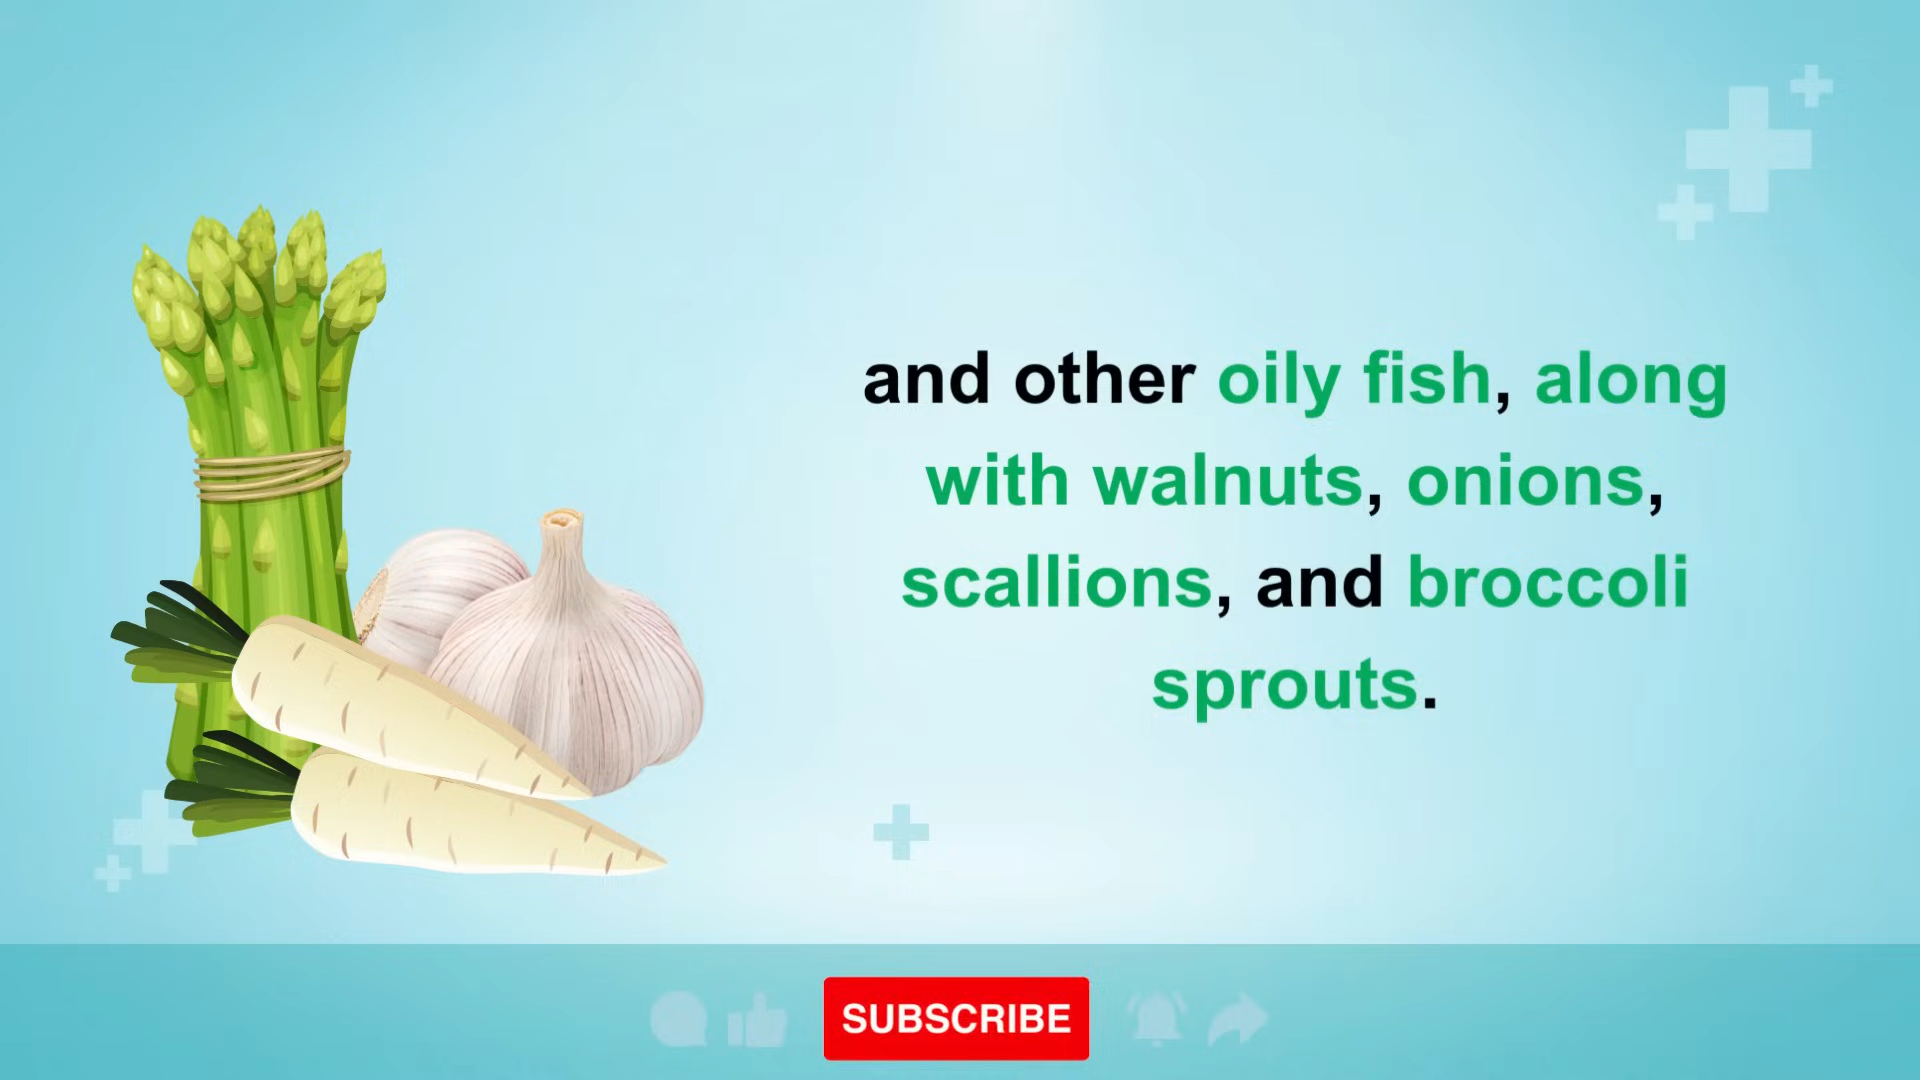 and other oily fish, along
with walnuts, onions,
scallions, and broccoli
sprouts.
SUBSCRIBE